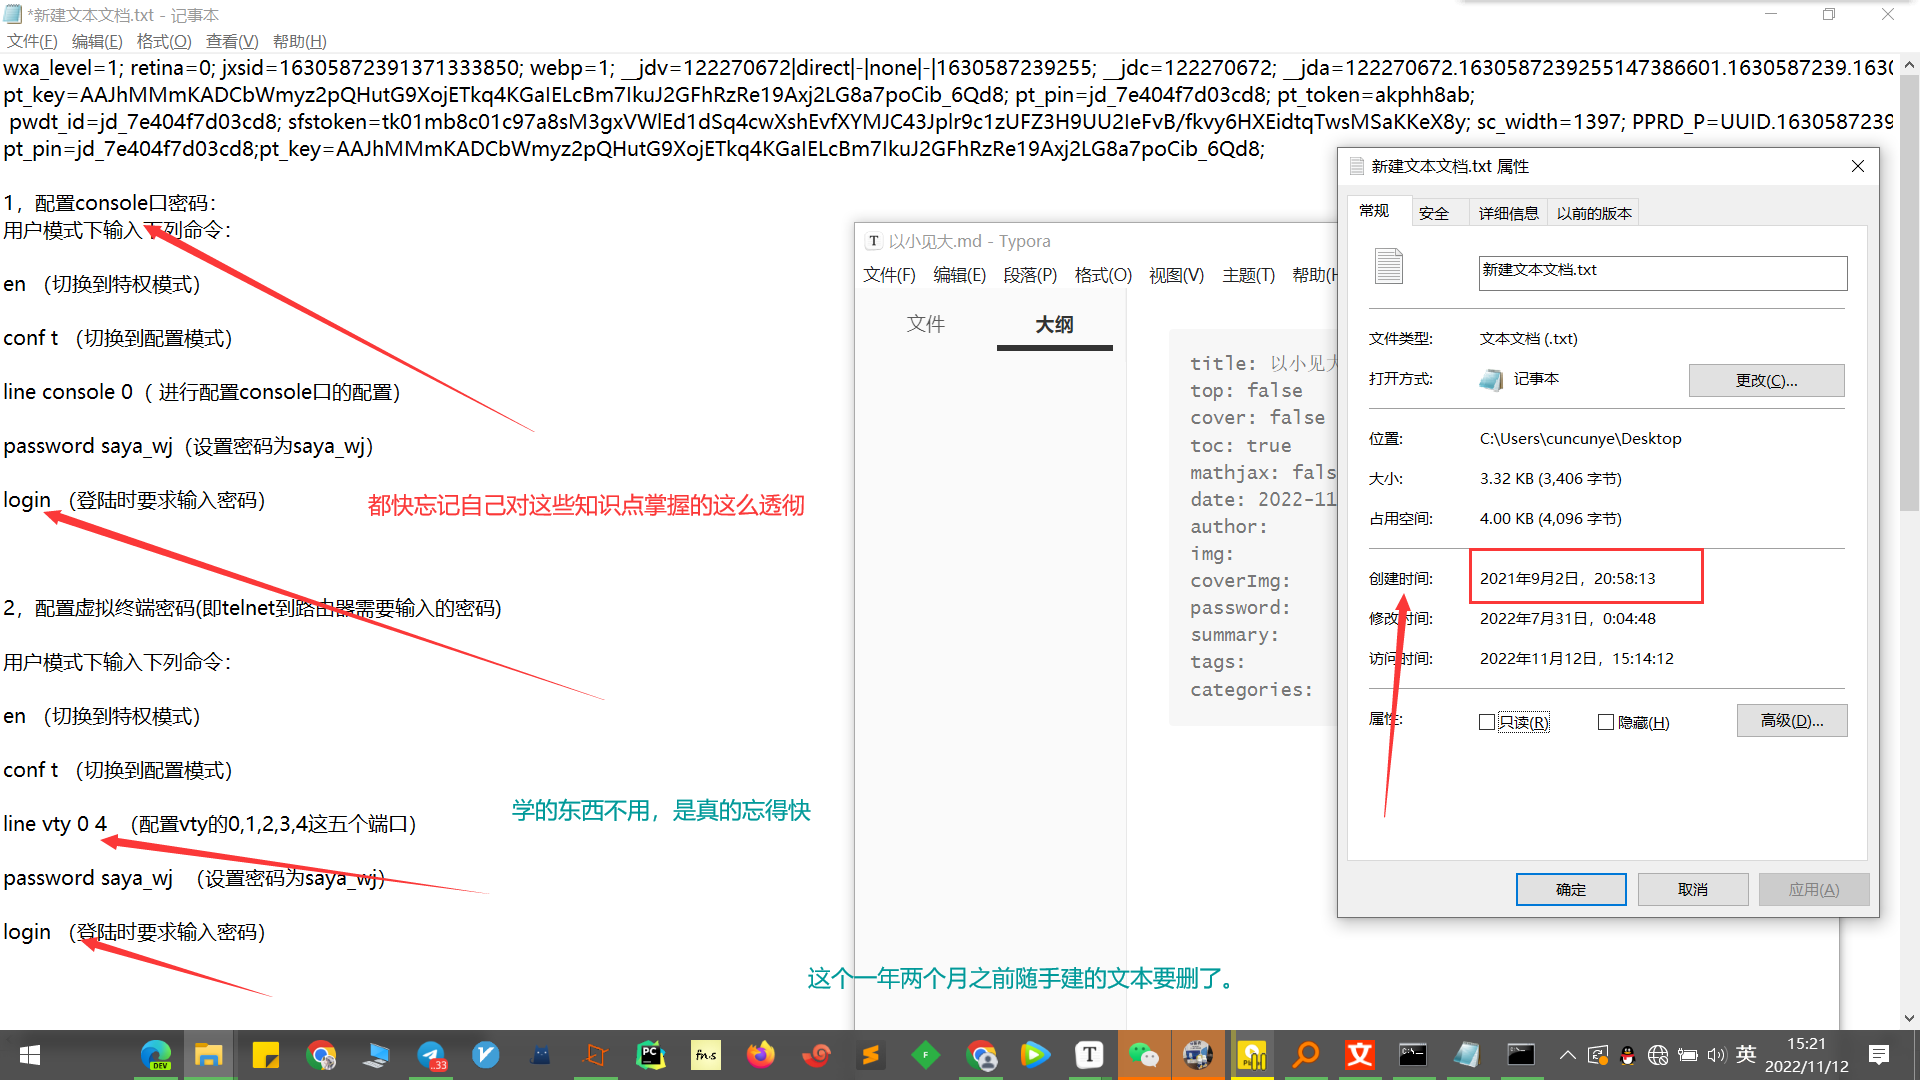 *新建文本文档.txt - 记事本
文件(F) 编辑(E) 格式(O) 查看(V) 帮助(H)
wxa_level=1; retina=0; jxsid=16305872391371333850; webp=1; __jdv=122270672|direct|-|none|-|1630587239255; __jdc=122270672; __jda=122270672.1630587239255147386601.1630587239.1630
pt_key=AAJhMMmKADCbWmyz2pQHutG9XojETkq4KGaIELcBm7IkuJ2GFhRzRe19Axj2LG8a7poCib_6Qd8; pt_pin=jd_7e404f7d03cd8; pt_token=akphh8ab;
pwdt_id=jd_7e404f7d03cd8; sfstoken=tk01mb8c01c97a8sM3gxVWlEd1dSq4cwXshEvfXYMJC43Jplr9c1zUFZ3H9UU2IeFvB/fkvy6HXEidtqTwsMSaKKeX8y; sc_width=1397; PPRD_P=UUID.1630587239
pt_pin=jd_7e404f7d03cd8;pt_key=AAJhMMmKADCbWmyz2pQHutG9XojETkq4KGaIELcBm7IkuJ2GFhRzRe19Axj2LG8a7poCib_6Qd8;
1，配置console口密码：
用户模式下输入下列命令：
en （切换到特权模式）
conf t （切换到配置模式）
line console 0（ 进行配置console口的配置）
password saya_wj（设置密码为saya_wj）
login （登陆时要求输入密码）
都快忘记自己对这些知识点掌握的这么透彻
2，配置虚拟终端密码(即telnet到路由器需要输入的密码)
用户模式下输入下列命令：
en （切换到特权模式）
conf t （切换到配置模式）
line vty 0 4 （配置vty的0,1,2,3,4这五个端口）
学的东西不用，是真的忘得快
password saya_wj （设置密码为saya_wj）
login （登陆时要求输入密码）
这个一年两个月之前随手建的文本要删了。
以小见大.md - Typora
文件(F) 编辑(E) 段落(P) 格式(O) 视图(V) 主题(T) 帮助(H
文件 大纲
title: 以小见大
top: false
cover: false
toc: true
mathjax: fals
date: 2022-11
author:
img:
coverImg:
password:
summary:
tags:
categories:
新建文本文档.txt 属性
常规 安全 详细信息 以前的版本
新建文本文档.txt
文件类型: 文本文档 (.txt)
打开方式: 记事本 更改(C)...
位置: C:\Users\cuncunye\Desktop
大小: 3.32 KB (3,406 字节)
占用空间: 4.00 KB (4,096 字节)
创建时间: 2021年9月2日，20:58:13
修改时间: 2022年7月31日，0:04:48
访问时间: 2022年11月12日，15:14:12
属性: 只读(R) 隐藏(H) 高级(D)...
确定 取消 应用(A)
DEV
33
PC
fns
T
文
英
15:21
2022/11/12